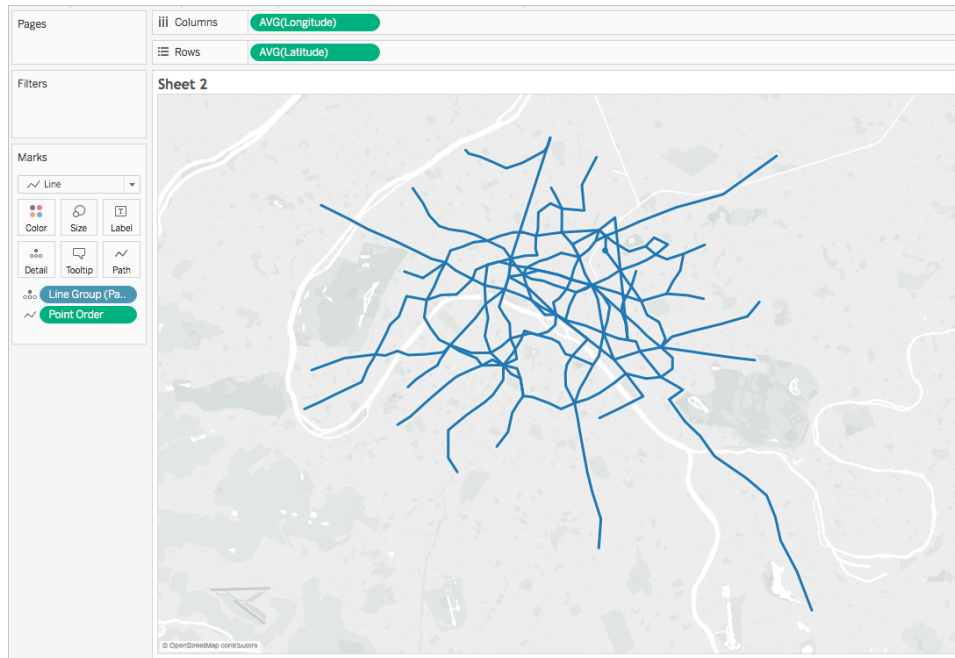 Pages
Columns
AVG(Longitude)
Rows
AVG(Latitude)
Filters
Sheet 2
Marks
Line
Color
Size
Label
Detail
Tooltip
Path
Line Group (Pa..
Point Order
© OpenStreetMap contributors